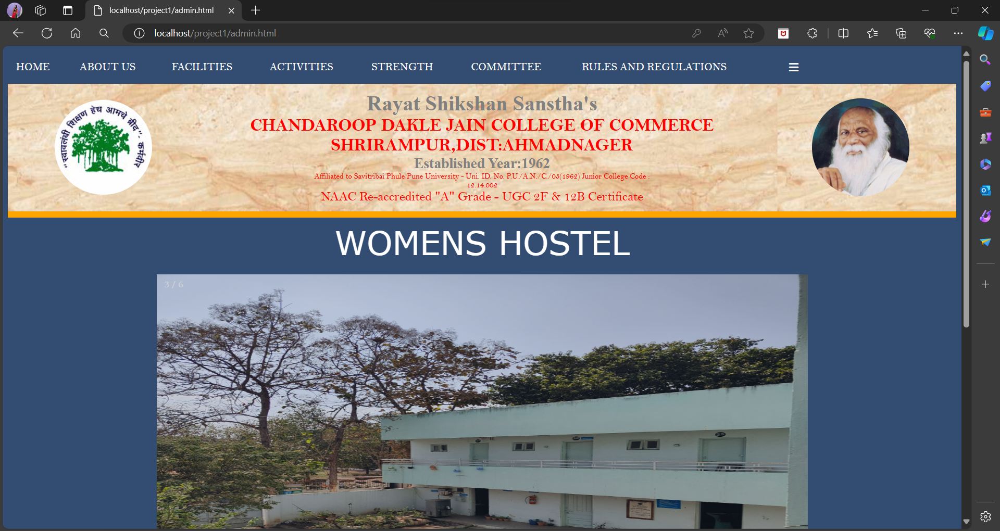 localhost/project1/admin.html
localhost/project1/admin.html
HOME ABOUT US FACILITIES ACTIVITIES STRENGTH COMMITTEE RULES AND REGULATIONS
"स्वावलंबी शिक्षण हेच आमचे ब्रीद"- कर्मवीर
Rayat Shikshan Sanstha's
CHANDAROOP DAKLE JAIN COLLEGE OF COMMERCE
SHRIRAMPUR,DIST:AHMADNAGER
Established Year:1962
Affiliated to Savitribai Phule Pune University - Uni. ID. No. P.U./A.N./C./05(1962) Junior College Code :
12.14.002
NAAC Re-accredited "A" Grade - UGC 2F & 12B Certificate
WOMENS HOSTEL
3 / 6